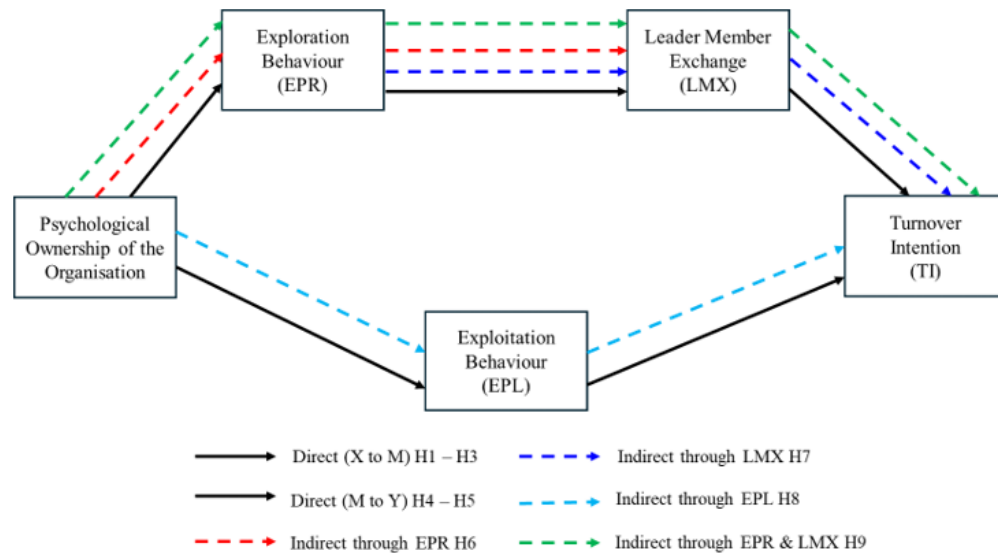 Exploration
Behaviour
(EPR)
Leader Member
Exchange
(LMX)
Psychological
Ownership of the
Organisation
Turnover
Intention
(TI)
Exploitation
Behaviour
(EPL)
Direct (X to M) H1 – H3
Indirect through LMX H7
Direct (M to Y) H4 – H5
Indirect through EPL H8
Indirect through EPR H6
Indirect through EPR & LMX H9